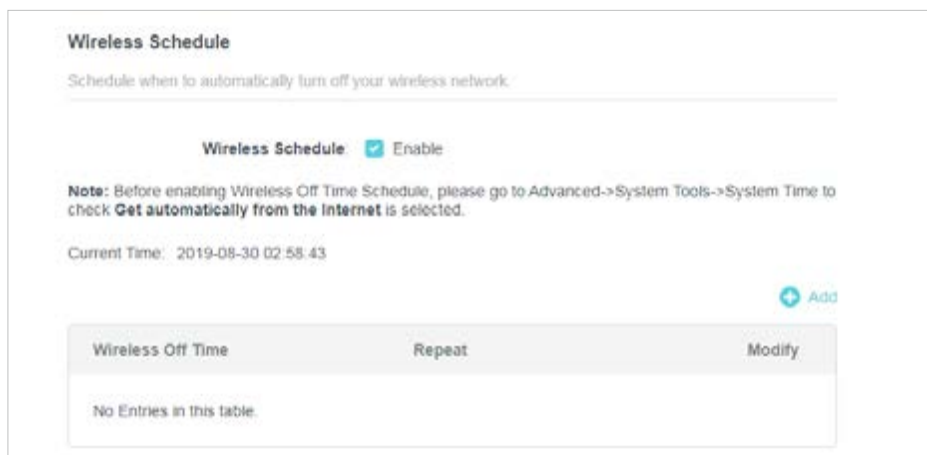 Wireless Schedule
Schedule when to automatically turn off your wireless network.
Wireless Schedule: Enable
Note: Before enabling Wireless Off Time Schedule, please go to Advanced->System Tools->System Time to
check Get automatically from the Internet is selected.
Current Time: 2019-08-30 02:58:43
Add
Wireless Off Time Repeat Modify
No Entries in this table.